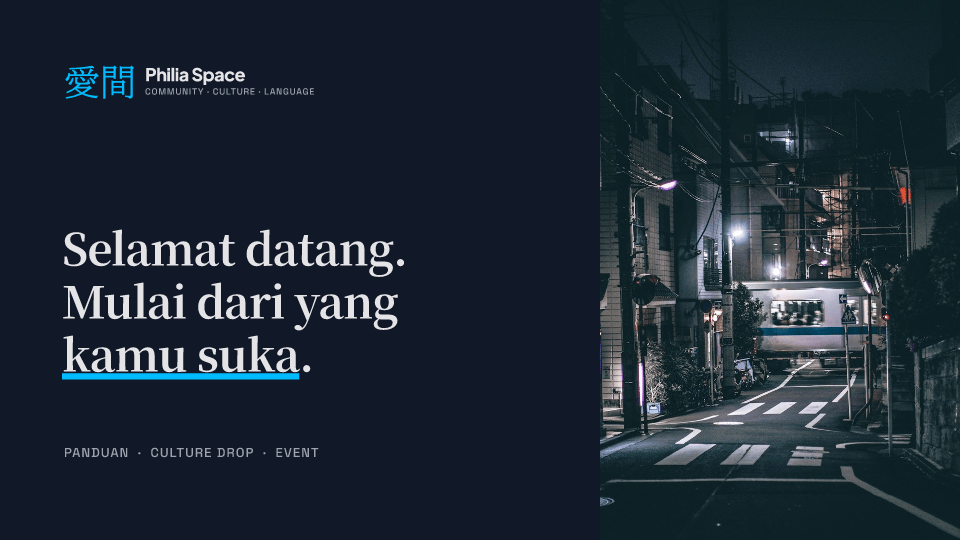 愛間 Philia Space
COMMUNITY · CULTURE · LANGUAGE
Selamat datang.
Mulai dari yang
kamu suka.
PANDUAN · CULTURE DROP · EVENT